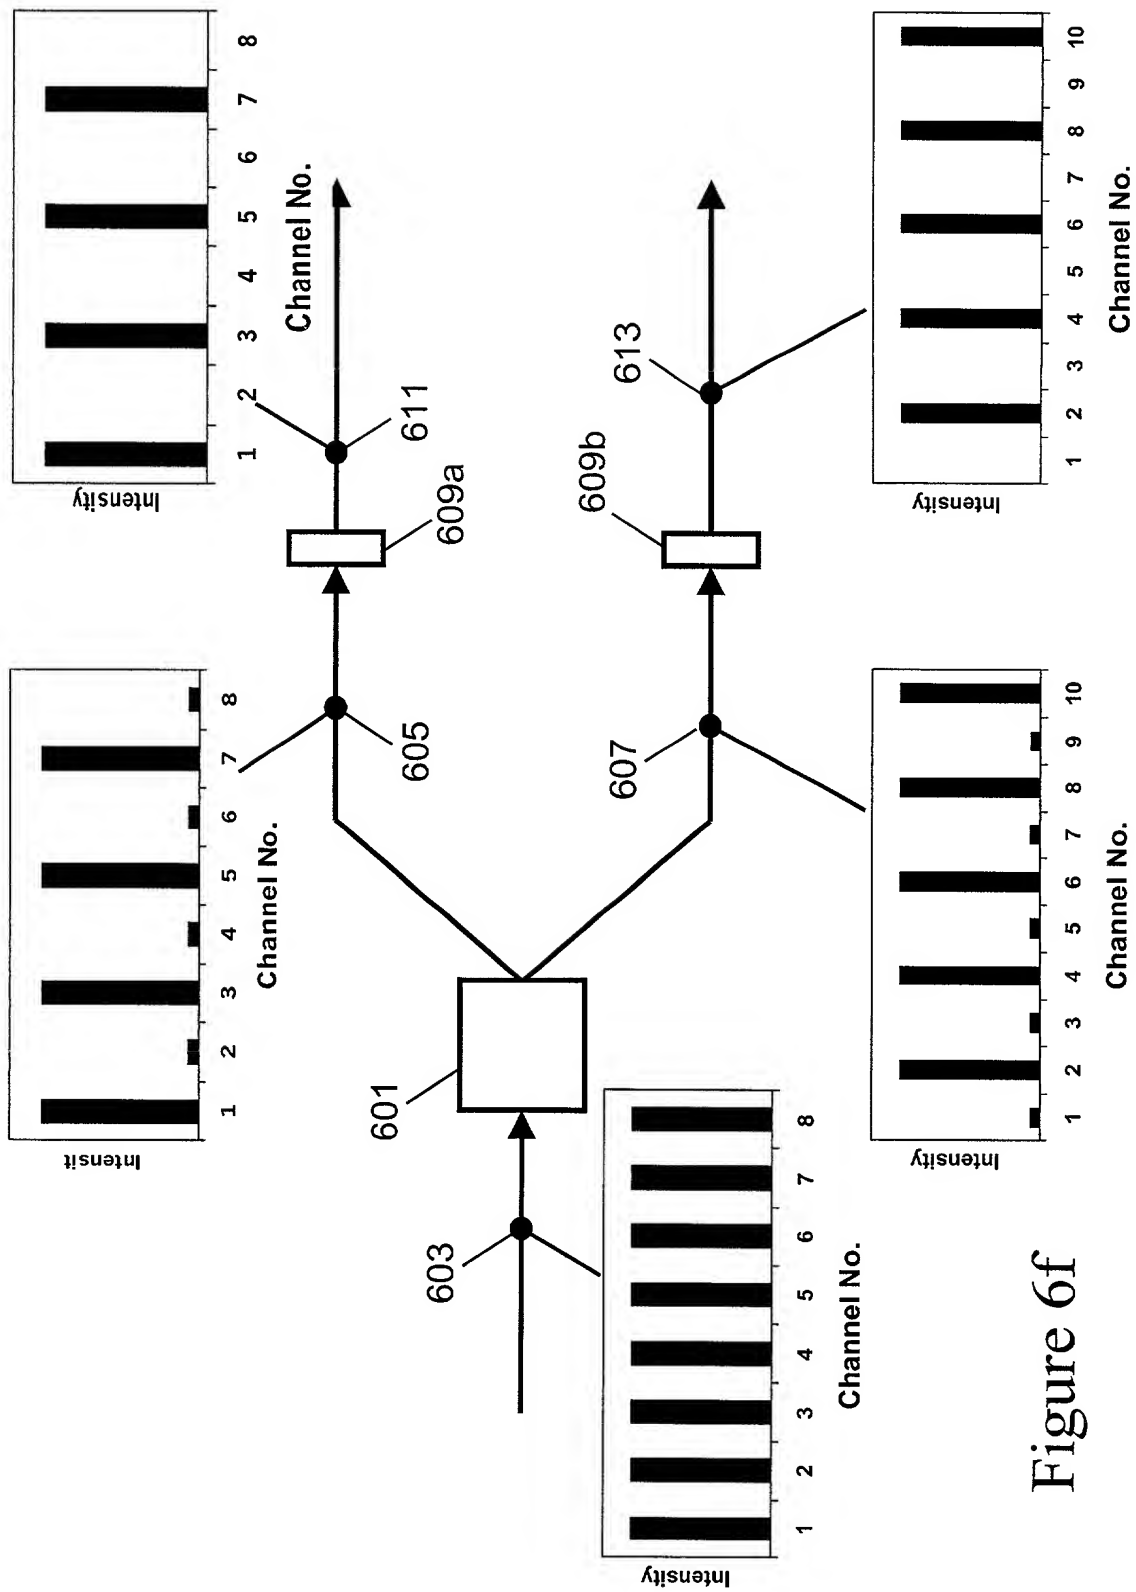 Intensit
1 2 3 4 5 6 7 8
Channel No.
Intensity
1 2 3 4 5 6 7 8
Channel No.
605
609a
611
601
603
Intensity
1 2 3 4 5 6 7 8
Channel No.
607
609b
613
Intensity
1 2 3 4 5 6 7 8 9 10
Channel No.
Intensity
1 2 3 4 5 6 7 8 9 10
Channel No.
Figure 6f